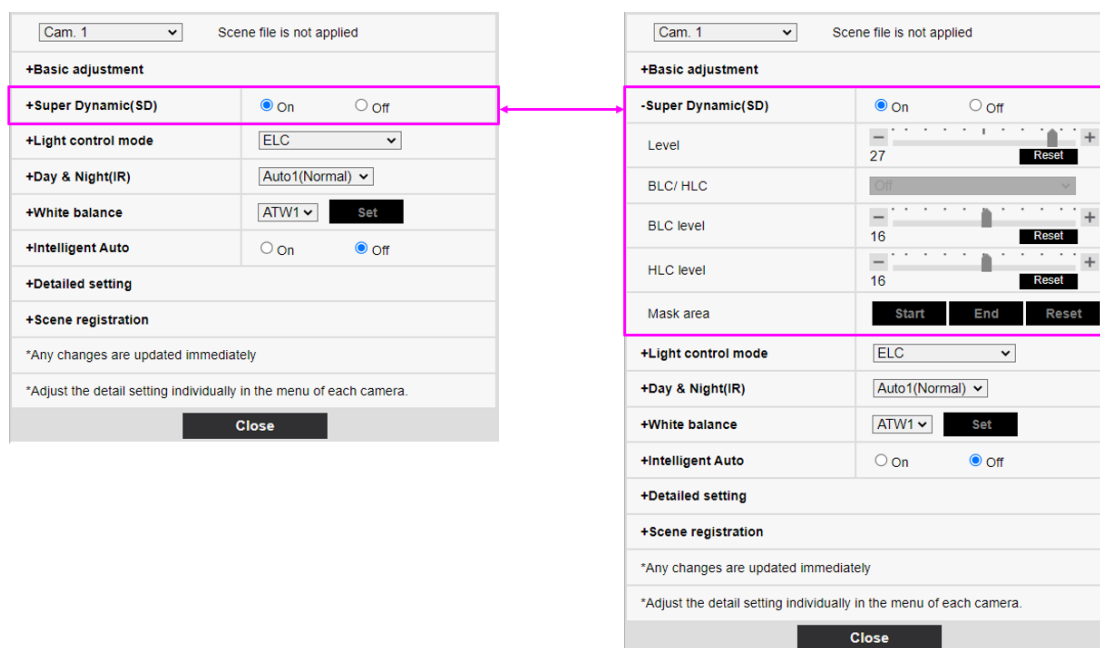 Cam. 1 Scene file is not applied
+Basic adjustment
+Super Dynamic(SD) On Off
+Light control mode ELC
+Day & Night(IR) Auto1(Normal)
+White balance ATW1 Set
+Intelligent Auto On Off
+Detailed setting
+Scene registration
*Any changes are updated immediately
*Adjust the detail setting individually in the menu of each camera.
Close
Cam. 1 Scene file is not applied
+Basic adjustment
-Super Dynamic(SD) On Off
Level
27 Reset
BLC/ HLC Off
BLC level
16 Reset
HLC level
16 Reset
Mask area Start End Reset
+Light control mode ELC
+Day & Night(IR) Auto1(Normal)
+White balance ATW1 Set
+Intelligent Auto On Off
+Detailed setting
+Scene registration
*Any changes are updated immediately
*Adjust the detail setting individually in the menu of each camera.
Close